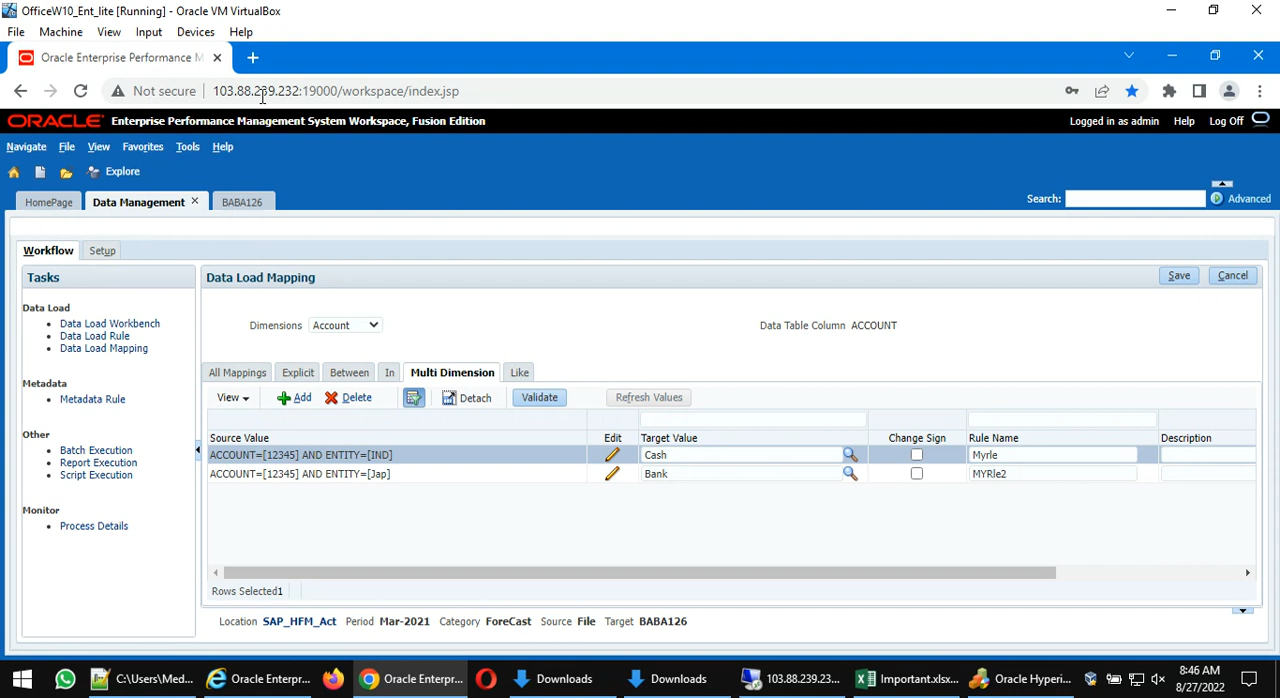 OfficeW10_Ent_lite [Running] - Oracle VM VirtualBox
File Machine View Input Devices Help
Oracle Enterprise Performance M
Not secure 103.88.239.232:19000/workspace/index.jsp
ORACLE Enterprise Performance Management System Workspace, Fusion Edition Logged in as admin Help Log Off
Navigate File View Favorites Tools Help
Explore
HomePage Data Management BABA126 Search: Advanced
Workflow Setup
Tasks
Data Load
Data Load Workbench
Data Load Rule
Data Load Mapping
Metadata
Metadata Rule
Other
Batch Execution
Report Execution
Script Execution
Monitor
Process Details
Data Load Mapping Save Cancel
Dimensions Account Data Table Column ACCOUNT
All Mappings Explicit Between In Multi Dimension Like
View Add Delete Detach Validate Refresh Values
Source Value Edit Target Value Change Sign Rule Name Description
ACCOUNT=[12345] AND ENTITY=[IND] Cash Myrle
ACCOUNT=[12345] AND ENTITY=[Jap] Bank MYRle2
Rows Selected1
Location SAP_HFM_Act Period Mar-2021 Category ForeCast Source File Target BABA126
C:\Users\Med... Oracle Enterpr... Oracle Enterpr... Downloads Downloads 103.88.239.23... Important.xlsx... Oracle Hyperi...
8:46 AM
8/27/2022